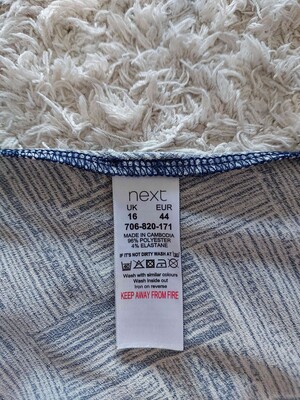 next
UK EUR
16 44
706-820-171
MADE IN CAMBODIA
96% POLYESTER
4% ELASTANE
IF IT'S NOT DIRTY WASH AT
Wash with similar colours
Wash inside out
Iron on reverse
KEEP AWAY FROM FIRE